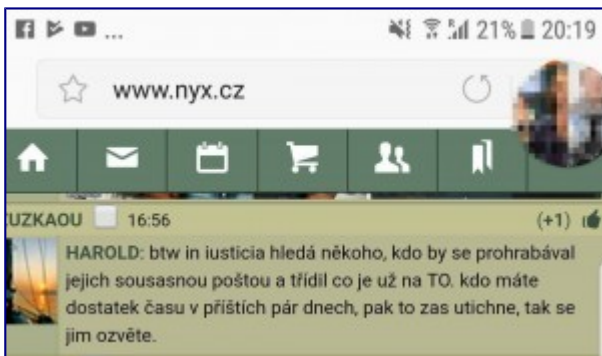 ... 21% 20:19
www.nyx.cz
ZUZKAOU 16:56 (+1)
HAROLD: btw in iusticia hledá někoho, kdo by se prohrabával
jejich sousasnou poštou a třídil co je už na TO. kdo máte
dostatek času v příštích pár dnech, pak to zas utichne, tak se
jim ozvěte.